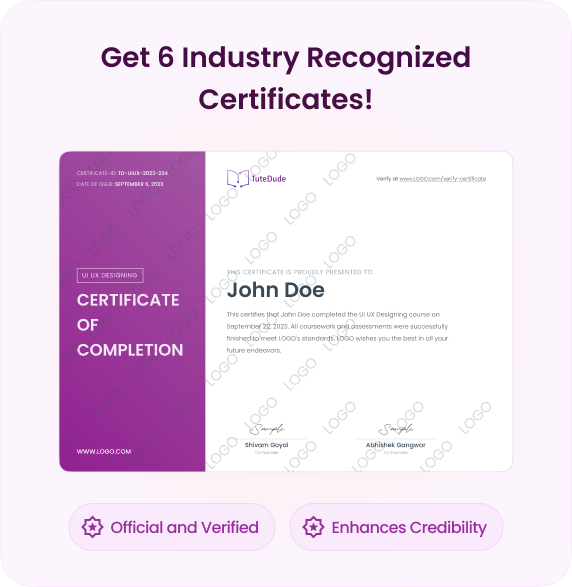 Get 6 Industry Recognized
Certificates!
CERTIFICATE-ID: TD-UIUX-2023-234
DATE OF ISSUE: SEPTEMBER 6, 2023
TuteDude
Verify at www.LOGO.com/verify-certificate
UI UX DESIGNING
CERTIFICATE
OF
COMPLETION
WWW.LOGO.COM
THIS CERTIFICATE IS PROUDLY PRESENTED TO
John Doe
This certifies that John Doe completed the UI UX Designing course on
September 22, 2023. All coursework and assessments were successfully
finished to meet LOGO's standards. LOGO wishes you the best in all your
future endeavors.
Sample
Shivam Goyal
Co Founder
Sample
Abhishek Gangwar
Co Founder
LOGO
LOGO
LOGO
LOGO
LOGO
LOGO
LOGO
LOGO
LOGO
LOGO
LOGO
LOGO
Official and Verified
Enhances Credibility